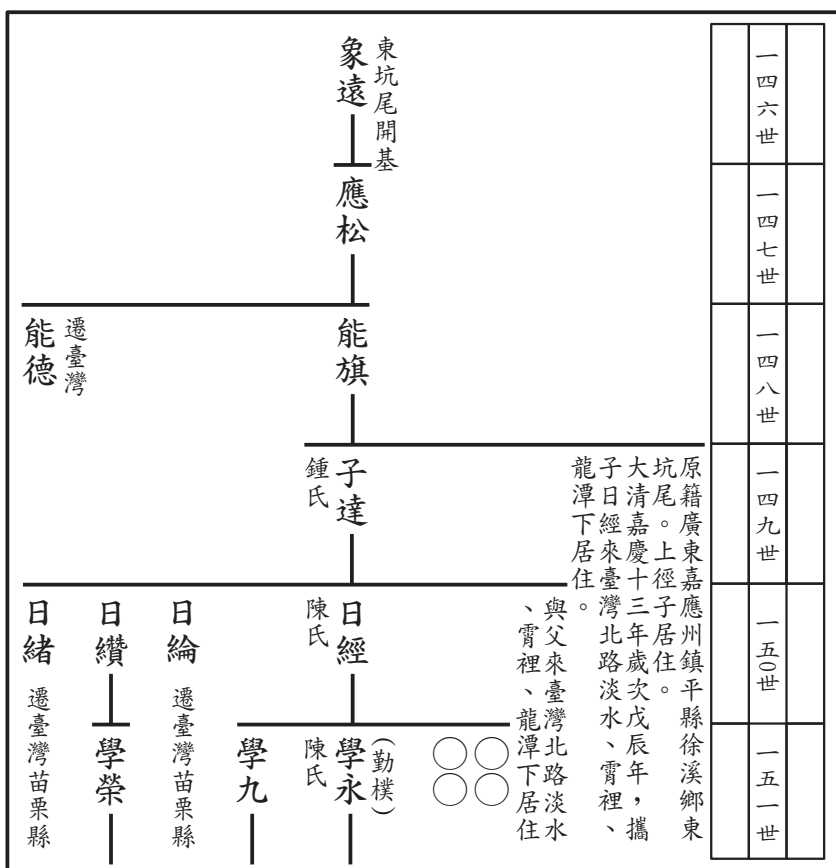 一四六世
象遠
東坑尾開基
一四七世
應松
一四八世
能旗
能德
遷臺灣
一四九世
原籍廣東嘉應州鎮平縣徐溪鄉東
坑尾。上徑子居住。
大清嘉慶十三年歲次戊辰年，攜
子日經來臺灣北路淡水、霄裡、
龍潭下居住。
子達
鍾氏
一五○世
與父來臺灣北路淡水
、霄裡、龍潭下居住
日經
陳氏
日綸
遷臺灣苗栗縣
日纘
日緒
遷臺灣苗栗縣
一五一世
○○
○○
（勤樸）
學永
陳氏
學九
學榮